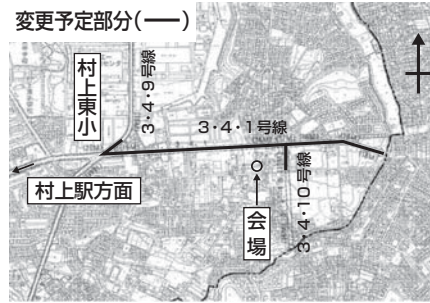 変更予定部分(━━)
村上東小
3・4・9号線
3・4・1号線
村上駅方面
会場
3・4・10号線